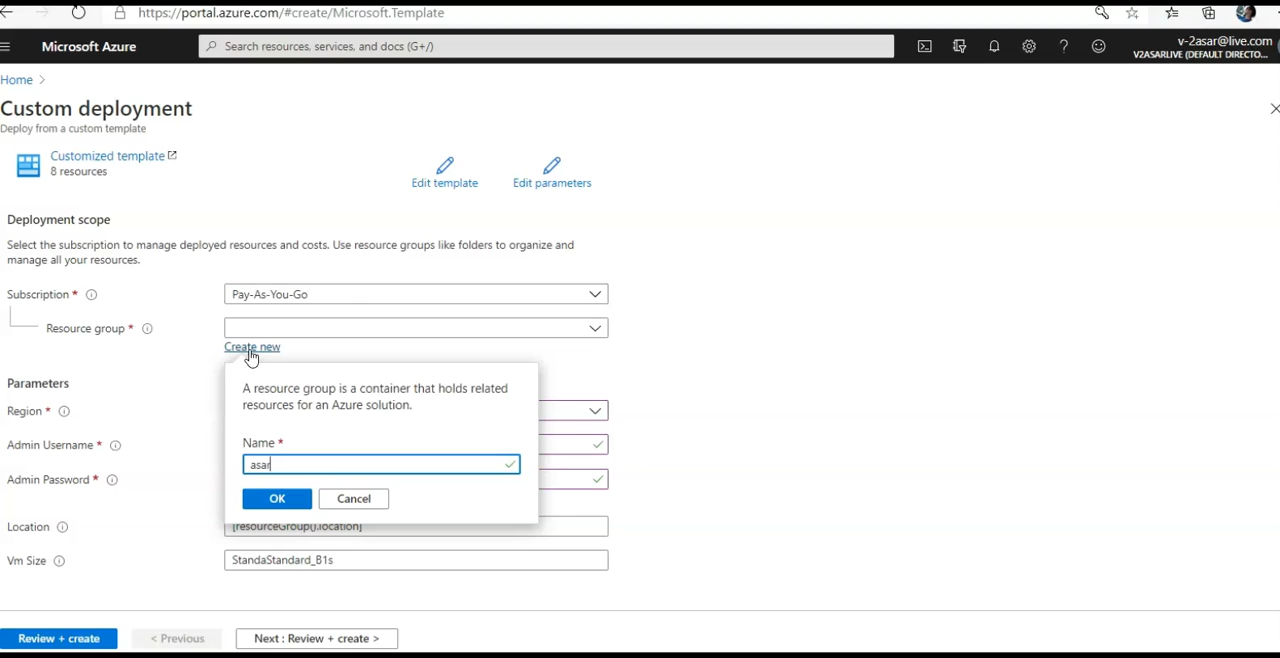 https://portal.azure.com/#create/Microsoft.Template
Microsoft Azure
Search resources, services, and docs (G+/)
v-2asar@live.com
V2ASARLIVE (DEFAULT DIRECTO...
Home >
Custom deployment
Deploy from a custom template
Customized template
8 resources
Edit template
Edit parameters
Deployment scope
Select the subscription to manage deployed resources and costs. Use resource groups like folders to organize and
manage all your resources.
Subscription *
Pay-As-You-Go
Resource group *
Create new
A resource group is a container that holds related
resources for an Azure solution.
Name *
asar
OK
Cancel
Parameters
Region *
Admin Username *
Admin Password *
Location
[resourceGroup().location]
Vm Size
StandaStandard_B1s
Review + create
< Previous
Next : Review + create >